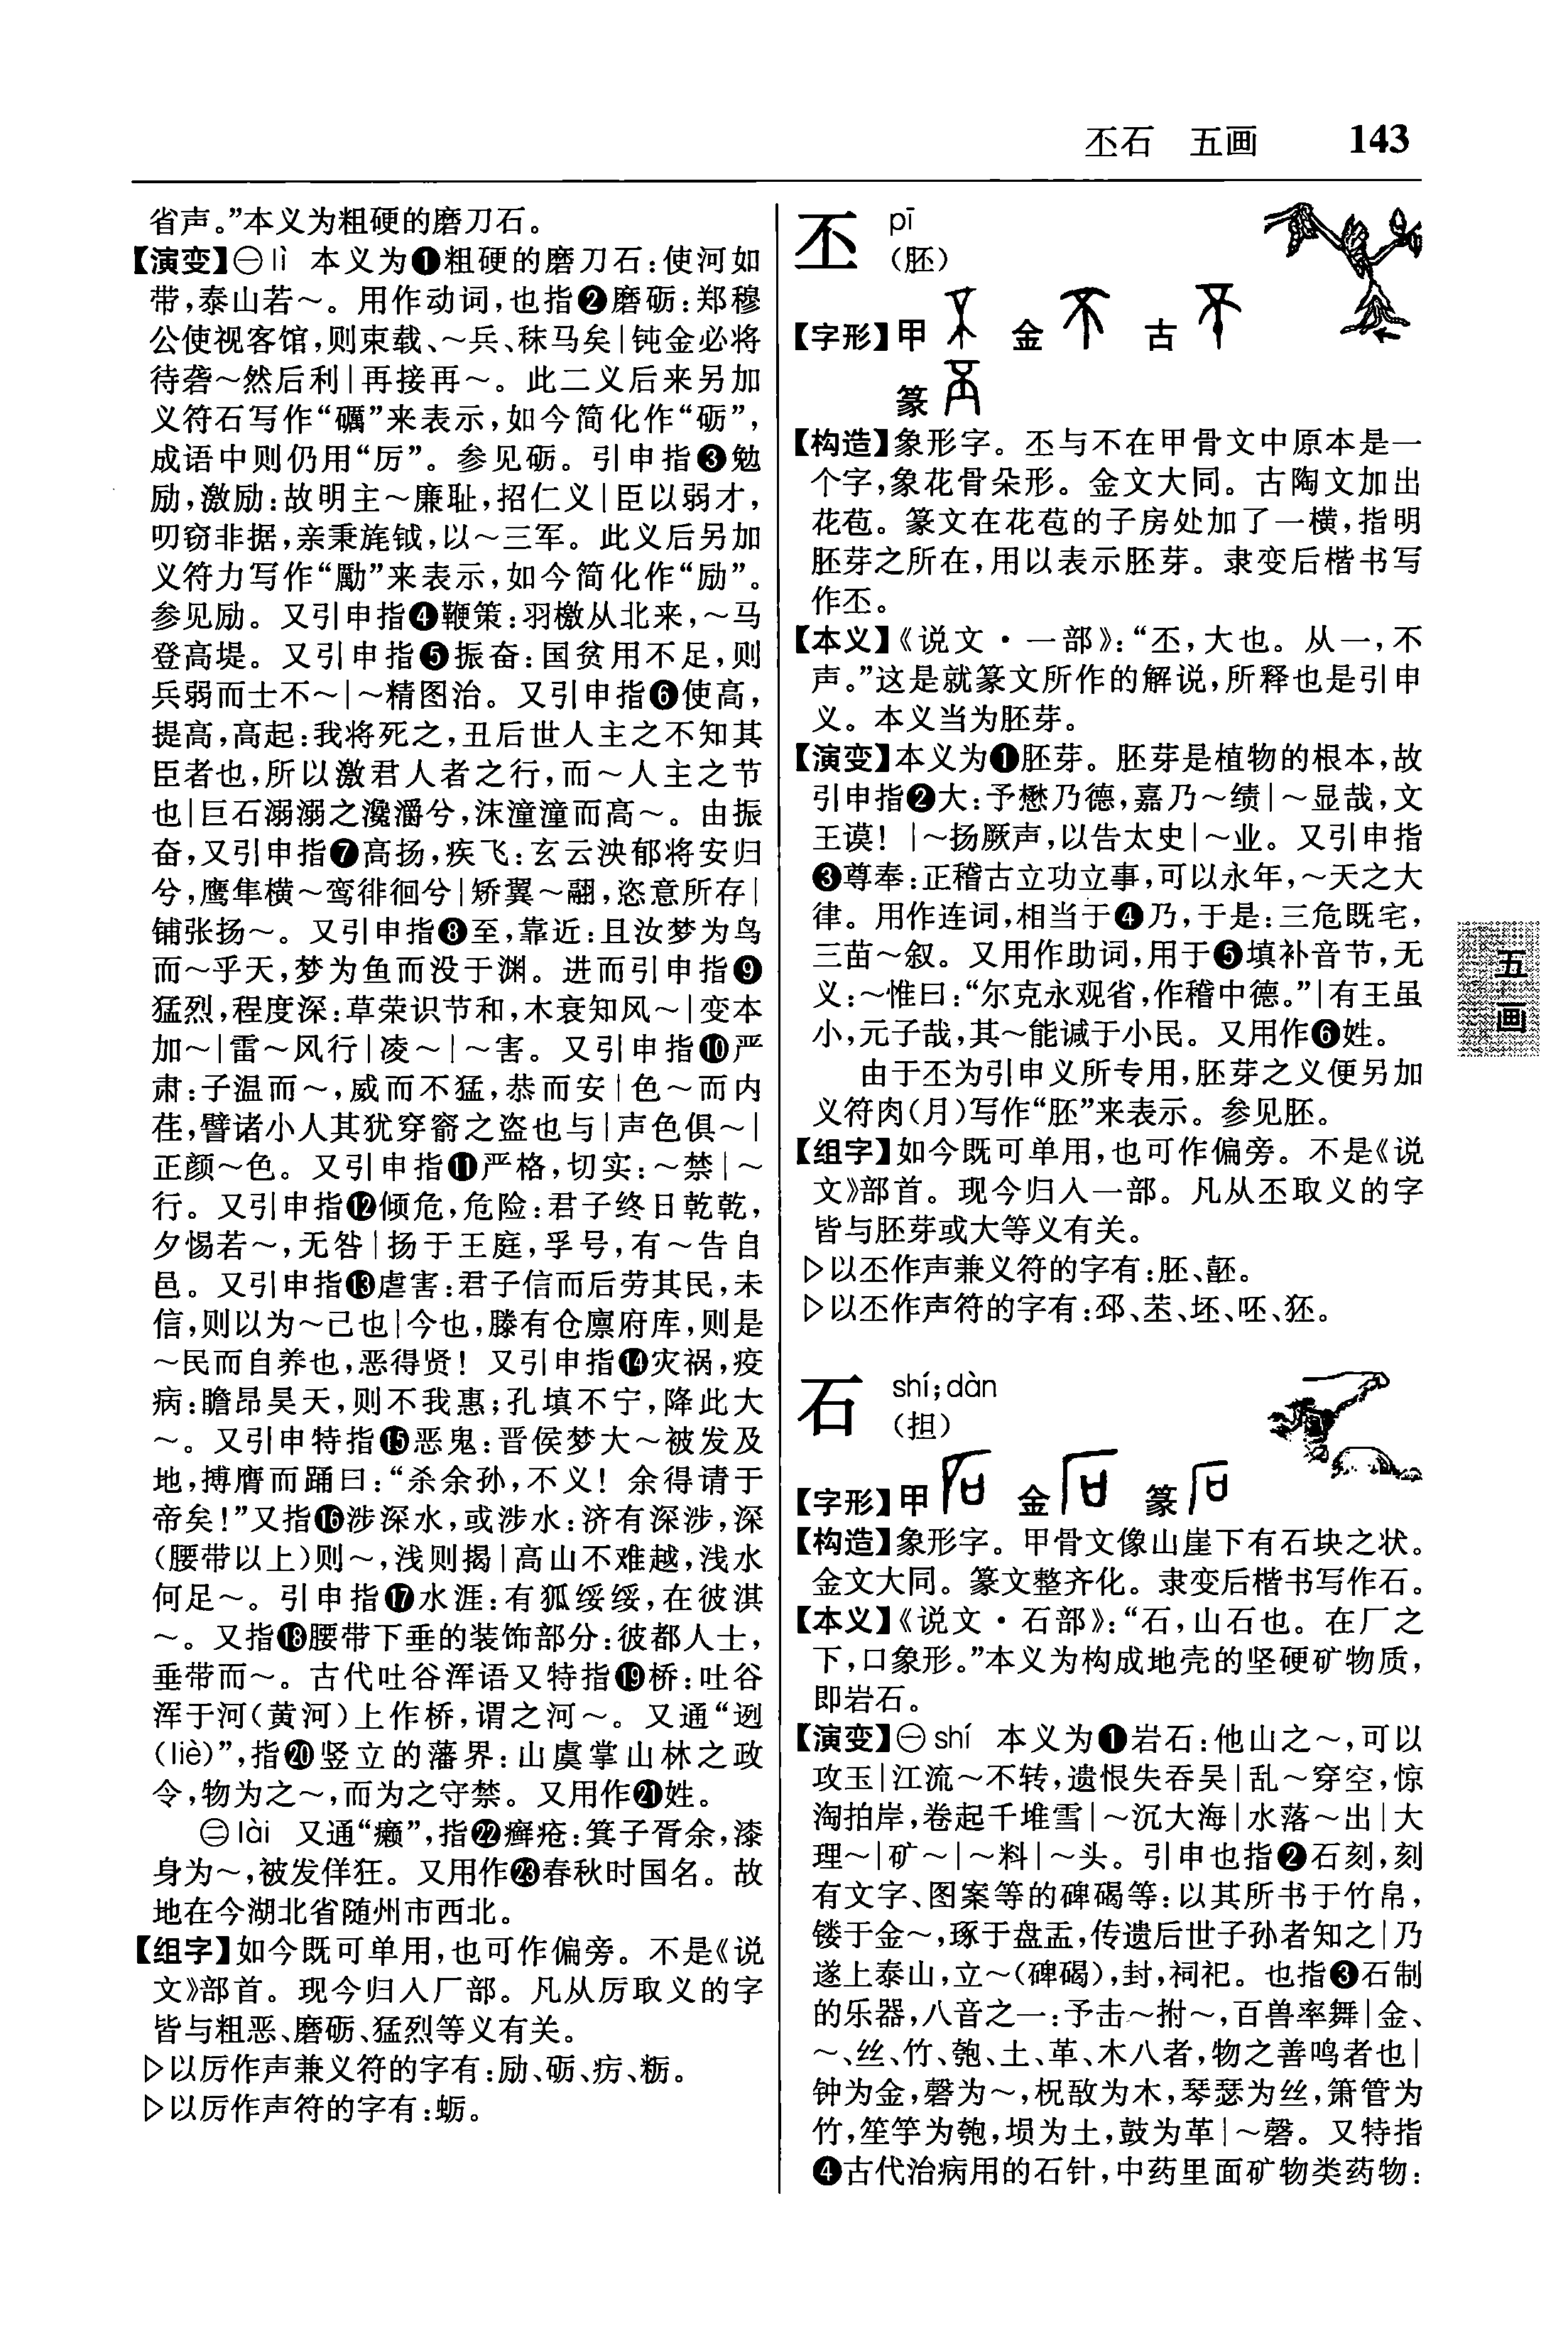 丕石　五画　143
省声。”本义为粗硬的磨刀石。
【演变】㊀lì 本义为❶粗硬的磨刀石：使河如
带，泰山若～。用作动词，也指❷磨砺：郑穆
公使视客馆，则束载、～兵、秣马矣|钝金必将
待砻～然后利|再接再～。此二义后来另加
义符石写作“礪”来表示，如今简化作“砺”，
成语中则仍用“厉”。参见砺。引申指❸勉
励，激励：故明主～廉耻，招仁义|臣以弱才，
叨窃非据，亲秉旄钺，以～三军。此义后另加
义符力写作“勵”来表示，如今简化作“励”。
参见励。又引申指❹鞭策：羽檄从北来，～马
登高堤。又引申指❺振奋：国贫用不足，则
兵弱而士不～|～精图治。又引申指❻使高，
提高，高起：我将死之，丑后世人主之不知其
臣者也，所以激君人者之行，而～人主之节
也|巨石溺溺之瀺灂兮，沫潼潼而高～。由振
奋，又引申指❼高扬，疾飞：玄云泱郁将安归
兮，鹰隼横～鸾徘徊兮|矫翼～翮，恣意所存|
铺张扬～。又引申指❽至，靠近：且汝梦为鸟
而～乎天，梦为鱼而没于渊。进而引申指❾
猛烈，程度深：草荣识节和，木衰知风～|变本
加～|雷～风行|凌～|～害。又引申指❿严
肃：子温而～，威而不猛，恭而安|色～而内
荏，譬诸小人其犹穿窬之盗也与|声色俱～|
正颜～色。又引申指⓫严格，切实：～禁|～
行。又引申指⓬倾危，危险：君子终日乾乾，
夕惕若～，无咎|扬于王庭，孚号，有～告自
邑。又引申指⓭虐害：君子信而后劳其民，未
信，则以为～己也|今也，滕有仓廪府库，则是
～民而自养也，恶得贤！又引申指⓮灾祸，疫
病：瞻昂昊天，则不我惠；孔填不宁，降此大
～。又引申特指⓯恶鬼：晋侯梦大～被发及
地，搏膺而踊曰：“杀余孙，不义！余得请于
帝矣！”又指⓰涉深水，或涉水：济有深涉，深
（腰带以上）则～，浅则揭|高山不难越，浅水
何足～。引申指⓱水涯：有狐绥绥，在彼淇
～。又指⓲腰带下垂的装饰部分：彼都人士，
垂带而～。古代吐谷浑语又特指⓳桥：吐谷
浑于河（黄河）上作桥，谓之河～。又通“迾
（liè）”，指⓴竖立的藩界：山虞掌山林之政
令，物为之～，而为之守禁。又用作㉑姓。
㊁lài 又通“癞”，指㉒癣疮：箕子胥余，漆
身为～，被发佯狂。又用作㉓春秋时国名。故
地在今湖北省随州市西北。
【组字】如今既可单用，也可作偏旁。不是《说
文》部首。现今归入厂部。凡从厉取义的字
皆与粗恶、磨砺、猛烈等义有关。
▷以厉作声兼义符的字有：励、砺、疠、粝。
▷以厉作声符的字有：蛎。
丕 pī
（胚）
【字形】甲 金 古
篆
【构造】象形字。丕与不在甲骨文中原本是一
个字，象花骨朵形。金文大同。古陶文加出
花苞。篆文在花苞的子房处加了一横，指明
胚芽之所在，用以表示胚芽。隶变后楷书写
作丕。
【本义】《说文·一部》：“丕，大也。从一，不
声。”这是就篆文所作的解说，所释也是引申
义。本义当为胚芽。
【演变】本义为❶胚芽。胚芽是植物的根本，故
引申指❷大：予懋乃德，嘉乃～绩|～显哉，文
王谟！|～扬厥声，以告太史|～业。又引申指
❸尊奉：正稽古立功立事，可以永年，～天之大
律。用作连词，相当于❹乃，于是：三危既宅，
三苗～叙。又用作助词，用于❺填补音节，无
义：～惟曰：“尔克永观省，作稽中德。”|有王虽
小，元子哉，其～能诚于小民。又用作❻姓。
由于丕为引申义所专用，胚芽之义便另加
义符肉（月）写作“胚”来表示。参见胚。
【组字】如今既可单用，也可作偏旁。不是《说
文》部首。现今归入一部。凡从丕取义的字
皆与胚芽或大等义有关。
▷以丕作声兼义符的字有：胚、䫊。
▷以丕作声符的字有：邳、苤、坯、呸、狉。
石 shí；dàn
（担）
【字形】甲 金 篆
【构造】象形字。甲骨文像山崖下有石块之状。
金文大同。篆文整齐化。隶变后楷书写作石。
【本义】《说文·石部》：“石，山石也。在厂之
下，口象形。”本义为构成地壳的坚硬矿物质，
即岩石。
【演变】㊀shí 本义为❶岩石：他山之～，可以
攻玉|江流～不转，遗恨失吞吴|乱～穿空，惊
淘拍岸，卷起千堆雪|～沉大海|水落～出|大
理～|矿～|～料|～头。引申也指❷石刻，刻
有文字、图案等的碑碣等：以其所书于竹帛，
镂于金～，琢于盘盂，传遗后世子孙者知之|乃
遂上泰山，立～（碑碣），封，祠祀。也指❸石制
的乐器，八音之一：予击～拊～，百兽率舞|金、
～、丝、竹、匏、土、革、木八者，物之善鸣者也|
钟为金，磬为～，柷敔为木，琴瑟为丝，箫管为
竹，笙竽为匏，埙为土，鼓为革|～磬。又特指
❹古代治病用的石针，中药里面矿物类药物：
五画